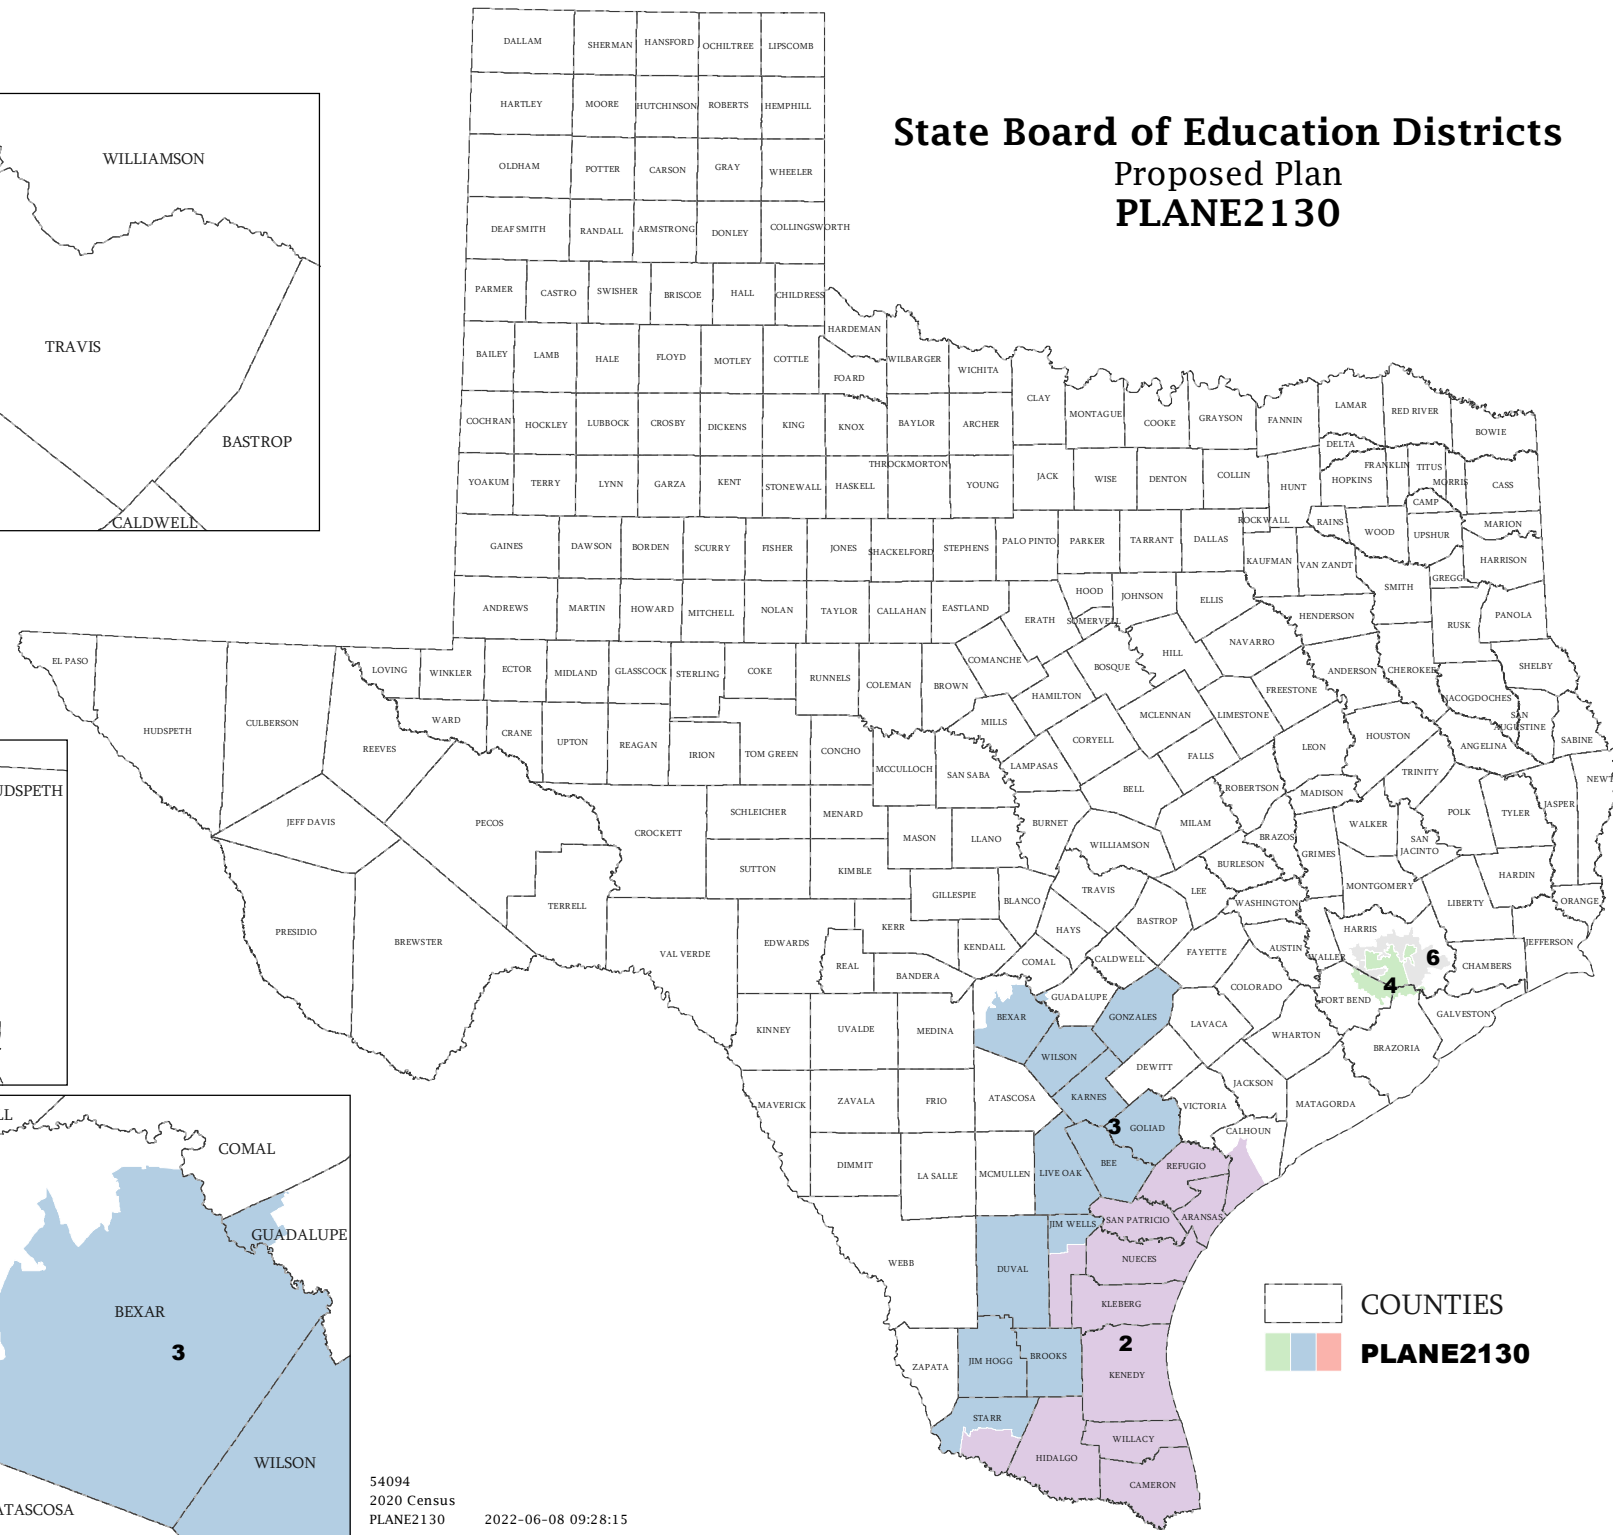 State Board of Education Districts
Proposed Plan
PLANE2130
DALLAM
SHERMAN
HANSFORD
OCHILTREE
LIPSCOMB
HARTLEY
MOORE
HUTCHINSON
ROBERTS
HEMPHILL
OLDHAM
POTTER
CARSON
GRAY
WHEELER
DEAF SMITH
RANDALL
ARMSTRONG
DONLEY
COLLINGSWORTH
PARMER
CASTRO
SWISHER
BRISCOE
HALL
CHILDRESS
HARDEMAN
BAILEY
LAMB
HALE
FLOYD
MOTLEY
COTTLE
FOARD
WILBARGER
WICHITA
CLAY
MONTAGUE
COOKE
GRAYSON
FANNIN
LAMAR
RED RIVER
BOWIE
COCHRAN
HOCKLEY
LUBBOCK
CROSBY
DICKENS
KING
KNOX
BAYLOR
ARCHER
DELTA
YOAKUM
TERRY
LYNN
GARZA
KENT
STONEWALL
HASKELL
THROCKMORTON
YOUNG
JACK
WISE
DENTON
COLLIN
HUNT
HOPKINS
FRANKLIN
TITUS
MORRIS
CAMP
CASS
GAINES
DAWSON
BORDEN
SCURRY
FISHER
JONES
SHACKELFORD
STEPHENS
PALO PINTO
PARKER
TARRANT
DALLAS
ROCKWALL
RAINS
WOOD
UPSHUR
MARION
KAUFMAN
VAN ZANDT
HARRISON
GREGG
SMITH
ANDREWS
MARTIN
HOWARD
MITCHELL
NOLAN
TAYLOR
CALLAHAN
EASTLAND
ERATH
HOOD
SOMERVELL
JOHNSON
ELLIS
HENDERSON
RUSK
PANOLA
EL PASO
HUDSPETH
CULBERSON
REEVES
LOVING
WINKLER
ECTOR
MIDLAND
GLASSCOCK
STERLING
COKE
RUNNELS
COLEMAN
BROWN
COMANCHE
HAMILTON
BOSQUE
HILL
NAVARRO
FREESTONE
ANDERSON
CHEROKEE
NACOGDOCHES
SHELBY
SAN
AUGUSTINE
SABINE
WARD
CRANE
UPTON
REAGAN
IRION
TOM GREEN
CONCHO
MCCULLOCH
SAN SABA
MILLS
LAMPASAS
CORYELL
MCLENNAN
LIMESTONE
FALLS
LEON
HOUSTON
ANGELINA
TRINITY
NEWT
JEFF DAVIS
PECOS
CROCKETT
SCHLEICHER
MENARD
MASON
LLANO
BURNET
BELL
MILAM
ROBERTSON
MADISON
BRAZOS
GRIMES
WALKER
SAN
JACINTO
POLK
TYLER
JASPER
PRESIDIO
BREWSTER
TERRELL
SUTTON
KIMBLE
GILLESPIE
BLANCO
WILLIAMSON
TRAVIS
BURLESON
LEE
WASHINGTON
MONTGOMERY
LIBERTY
HARDIN
ORANGE
VAL VERDE
EDWARDS
KERR
REAL
BANDERA
KENDALL
COMAL
HAYS
BASTROP
CALDWELL
FAYETTE
AUSTIN
WALLER
HARRIS
6
4
CHAMBERS
JEFFERSON
FORT BEND
GALVESTON
BRAZORIA
COLORADO
WHARTON
LAVACA
KINNEY
UVALDE
MEDINA
BEXAR
GUADALUPE
GONZALES
WILSON
DEWITT
JACKSON
MATAGORDA
VICTORIA
CALHOUN
MAVERICK
ZAVALA
FRIO
ATASCOSA
KARNES
3
GOLIAD
BEE
REFUGIO
DIMMIT
LA SALLE
MCMULLEN
LIVE OAK
SAN PATRICIO
ARANSAS
JIM WELLS
NUECES
WEBB
DUVAL
KLEBERG
2
KENEDY
ZAPATA
JIM HOGG
BROOKS
STARR
HIDALGO
WILLACY
CAMERON
WILLIAMSON
TRAVIS
BASTROP
CALDWELL
UDSPETH
LL
COMAL
GUADALUPE
BEXAR
3
WILSON
ATASCOSA
COUNTIES
PLANE2130
54094
2020 Census
PLANE2130 2022-06-08 09:28:15